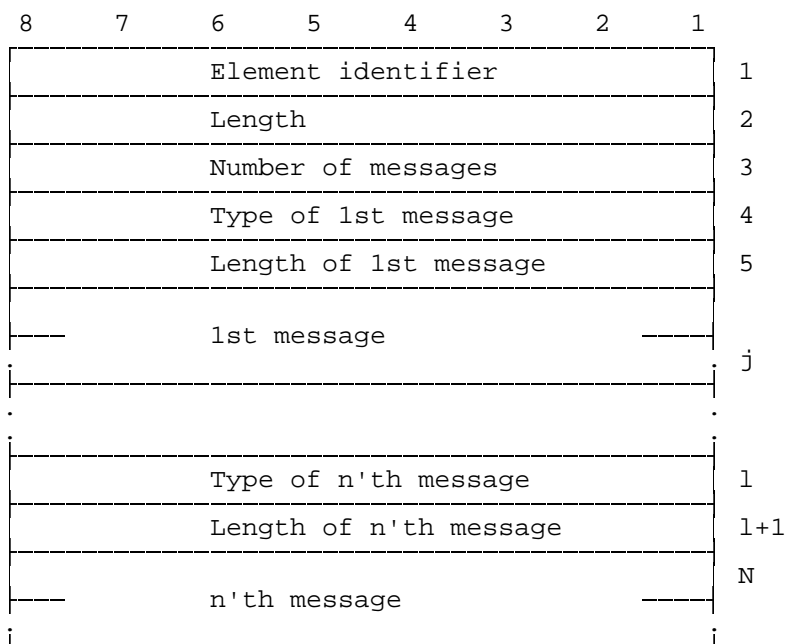 8 7 6 5 4 3 2 1
Element identifier 1
Length 2
Number of messages 3
Type of 1st message 4
Length of 1st message 5
1st message
j
Type of n'th message l
Length of n'th message l+1
N
n'th message